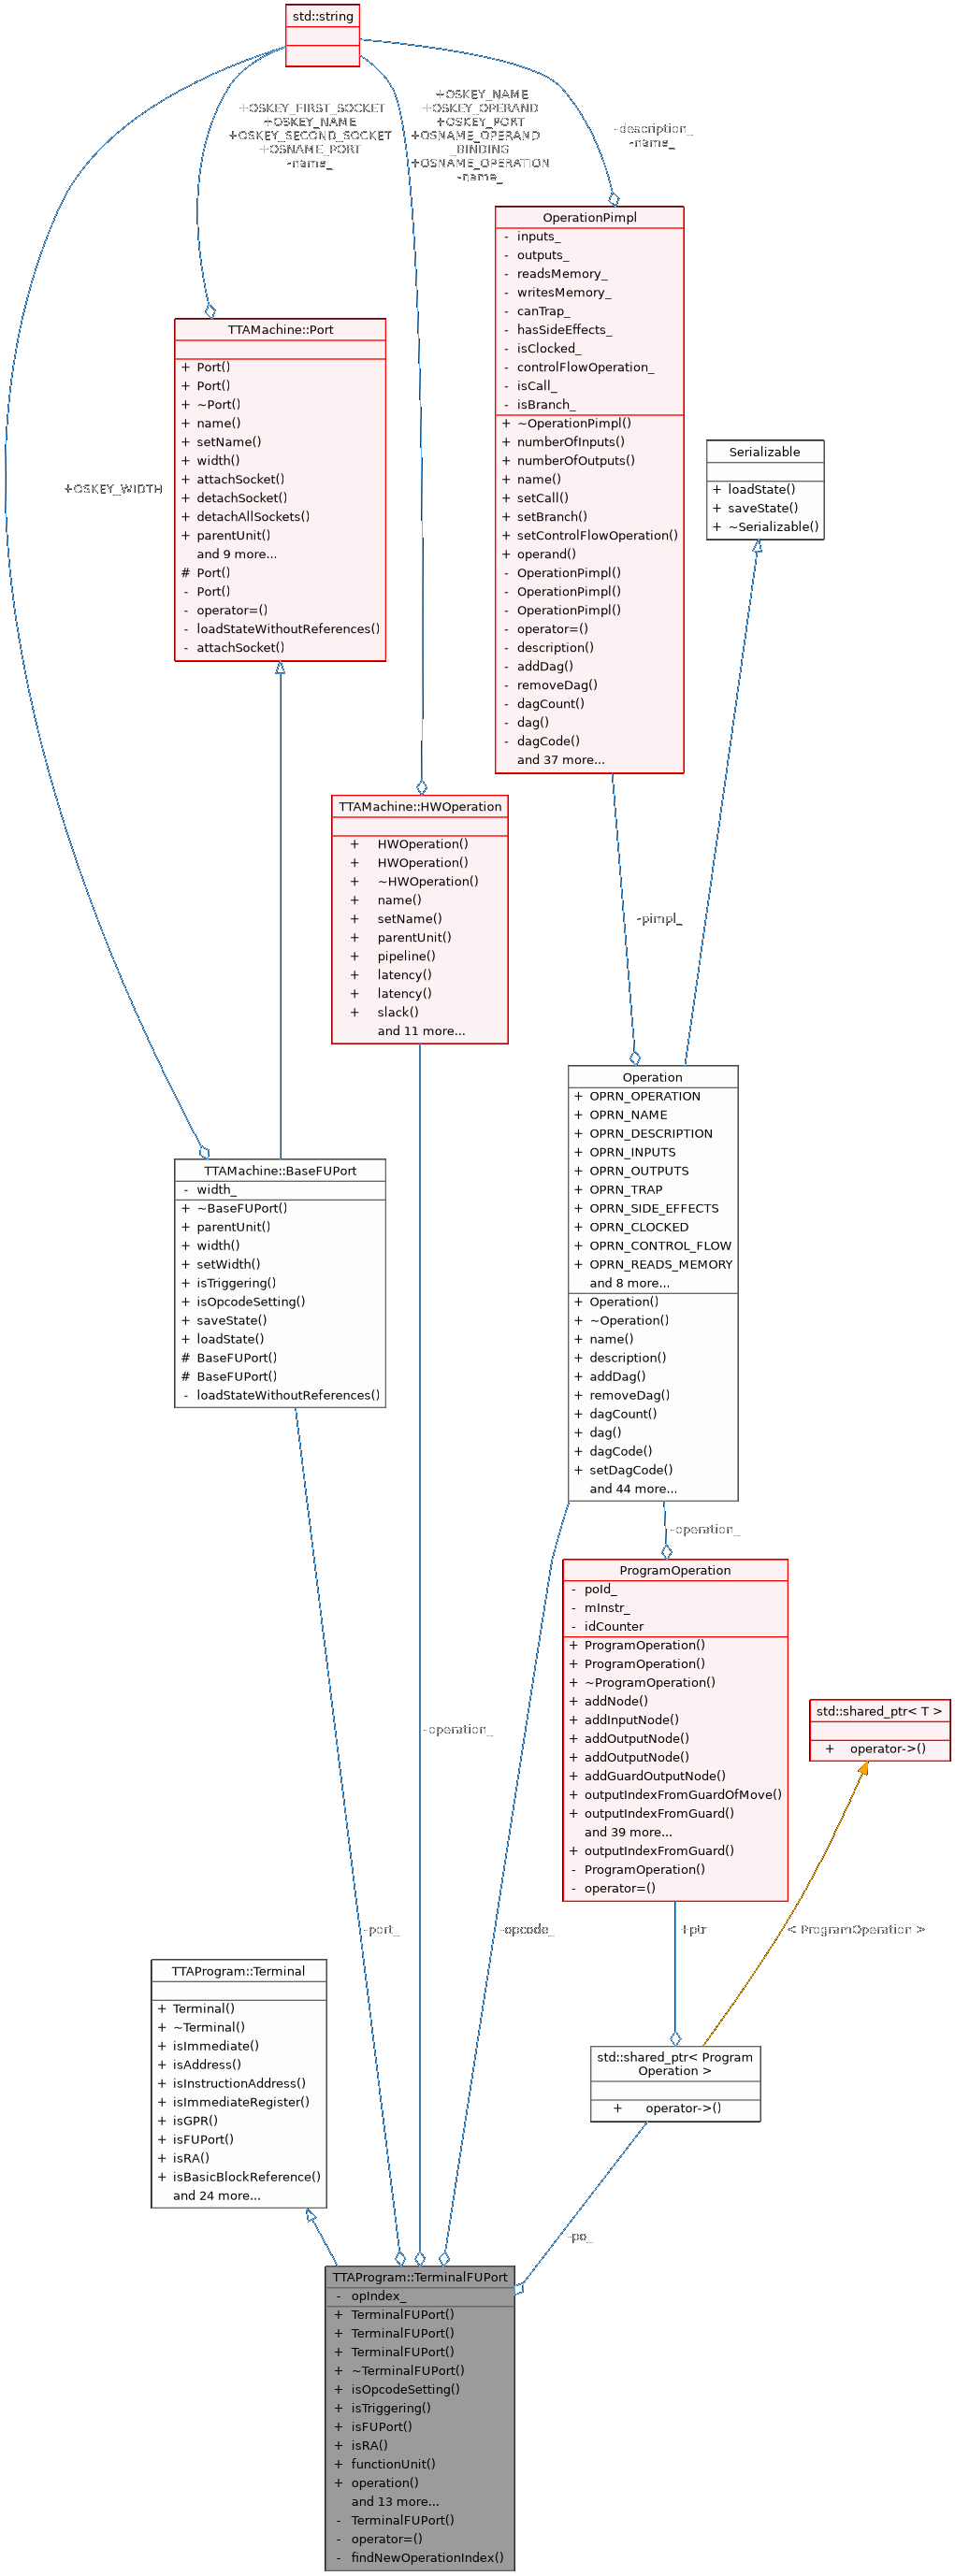 std::string
+OSKEY_FIRST_SOCKET
+OSKEY_NAME
+OSKEY_SECOND_SOCKET
+OSNAME_PORT
-name_
+OSKEY_NAME
+OSKEY_OPERAND
+OSKEY_PORT
+OSNAME_OPERAND
_BINDING
+OSNAME_OPERATION
-name_
-description_
-name_
OperationPimpl
- inputs_
- outputs_
- readsMemory_
- writesMemory_
- canTrap_
- hasSideEffects_
- isClocked_
- controlFlowOperation_
- isCall_
- isBranch_
+ ~OperationPimpl()
+ numberOfInputs()
+ numberOfOutputs()
+ name()
+ setCall()
+ setBranch()
+ setControlFlowOperation()
+ operand()
- OperationPimpl()
- OperationPimpl()
- OperationPimpl()
- operator=()
- description()
- addDag()
- removeDag()
- dagCount()
- dag()
- dagCode()
and 37 more...
TTAMachine::Port
+ Port()
+ Port()
+ ~Port()
+ name()
+ setName()
+ width()
+ attachSocket()
+ detachSocket()
+ detachAllSockets()
+ parentUnit()
and 9 more...
# Port()
- Port()
- operator=()
- loadStateWithoutReferences()
- attachSocket()
Serializable
+ loadState()
+ saveState()
+ ~Serializable()
+OSKEY_WIDTH
TTAMachine::HWOperation
+ HWOperation()
+ HWOperation()
+ ~HWOperation()
+ name()
+ setName()
+ parentUnit()
+ pipeline()
+ latency()
+ latency()
+ slack()
and 11 more...
-pimpl_
Operation
+ OPRN_OPERATION
+ OPRN_NAME
+ OPRN_DESCRIPTION
+ OPRN_INPUTS
+ OPRN_OUTPUTS
+ OPRN_TRAP
+ OPRN_SIDE_EFFECTS
+ OPRN_CLOCKED
+ OPRN_CONTROL_FLOW
+ OPRN_READS_MEMORY
and 8 more...
+ Operation()
+ ~Operation()
+ name()
+ description()
+ addDag()
+ removeDag()
+ dagCount()
+ dag()
+ dagCode()
+ setDagCode()
and 44 more...
TTAMachine::BaseFUPort
- width_
+ ~BaseFUPort()
+ parentUnit()
+ width()
+ setWidth()
+ isTriggering()
+ isOpcodeSetting()
+ saveState()
+ loadState()
# BaseFUPort()
# BaseFUPort()
- loadStateWithoutReferences()
-operation_
ProgramOperation
- poId_
- mInstr_
- idCounter
+ ProgramOperation()
+ ProgramOperation()
+ ~ProgramOperation()
+ addNode()
+ addInputNode()
+ addOutputNode()
+ addOutputNode()
+ addGuardOutputNode()
+ outputIndexFromGuardOfMove()
+ outputIndexFromGuard()
and 39 more...
+ outputIndexFromGuard()
- ProgramOperation()
- operator=()
std::shared_ptr< T >
+ operator->()
-operation_
-port_
-opcode_
+ptr
< ProgramOperation >
TTAProgram::Terminal
+ Terminal()
+ ~Terminal()
+ isImmediate()
+ isAddress()
+ isInstructionAddress()
+ isImmediateRegister()
+ isGPR()
+ isFUPort()
+ isRA()
+ isBasicBlockReference()
and 24 more...
std::shared_ptr< Program
Operation >
+ operator->()
-po_
TTAProgram::TerminalFUPort
- opIndex_
+ TerminalFUPort()
+ TerminalFUPort()
+ TerminalFUPort()
+ ~TerminalFUPort()
+ isOpcodeSetting()
+ isTriggering()
+ isFUPort()
+ isRA()
+ functionUnit()
+ operation()
and 13 more...
- TerminalFUPort()
- operator=()
- findNewOperationIndex()